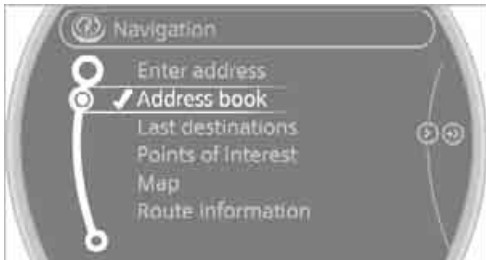 Navigation
Enter address
Address book
Last destinations
Points of Interest
Map
Route information